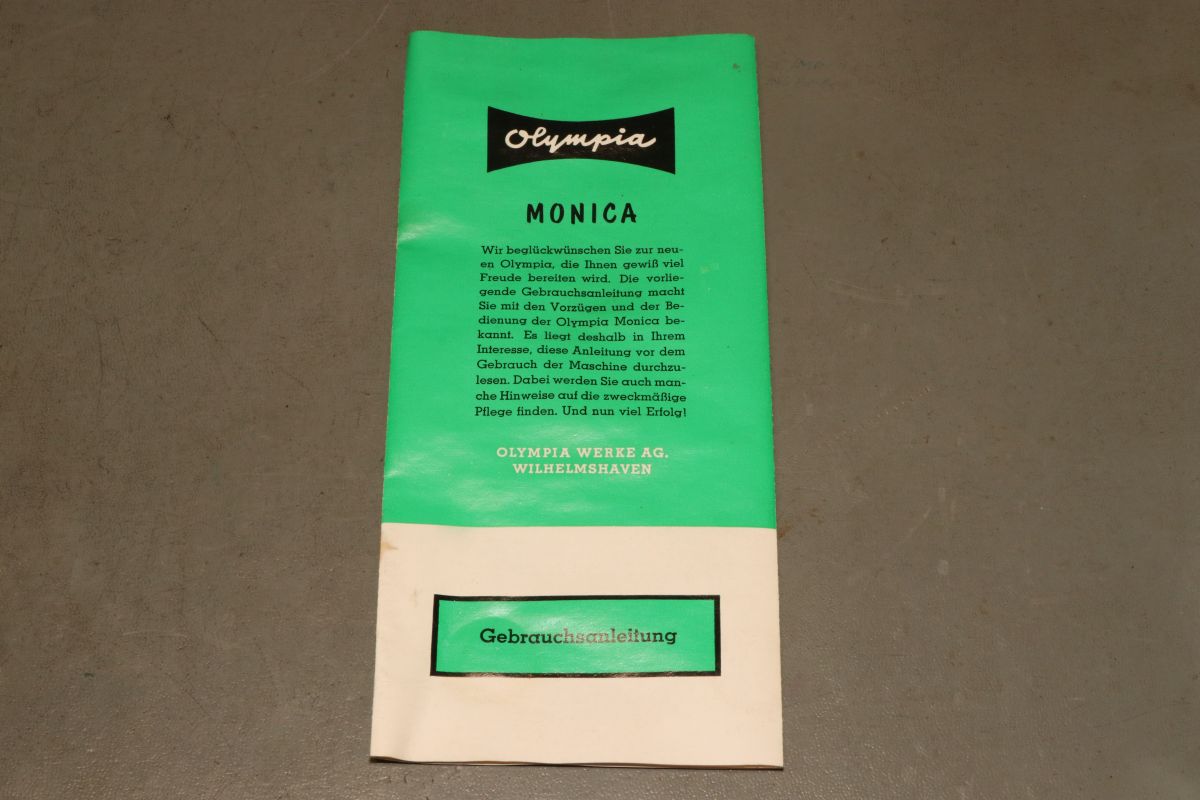 Olympia
MONICA
Wir beglückwünschen Sie zur neu-
en Olympia, die Ihnen gewiß viel
Freude bereiten wird. Die vorlie-
gende Gebrauchsanleitung macht
Sie mit den Vorzügen und der Be-
dienung der Olympia Monica be-
kannt. Es liegt deshalb in Ihrem
Interesse, diese Anleitung vor dem
Gebrauch der Maschine durchzu-
lesen. Dabei werden Sie auch man-
che Hinweise auf die zweckmäßige
Pflege finden. Und nun viel Erfolg!
OLYMPIA WERKE AG.
WILHELMSHAVEN
Gebrauchsanleitung